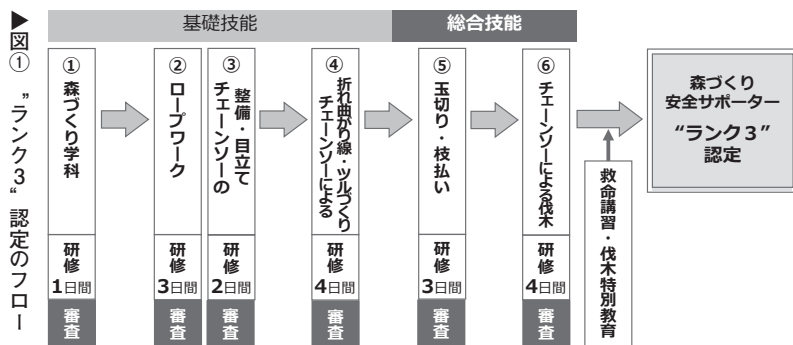 ▶図① “ランク3“ 認定のフロー
基礎技能
総合技能
①
森づくり学科
研修
1日間
審査
②
ロープワーク
研修
3日間
審査
③
チェーンソーの
整備・目立て
研修
2日間
審査
④
チェーンソーによる
折れ曲がり線・ツルづくり
研修
4日間
審査
⑤
玉切り・枝払い
研修
3日間
審査
⑥
チェーンソーによる伐木
研修
4日間
審査
救命講習・伐木特別教育
森づくり
安全サポーター
“ランク3”
認定